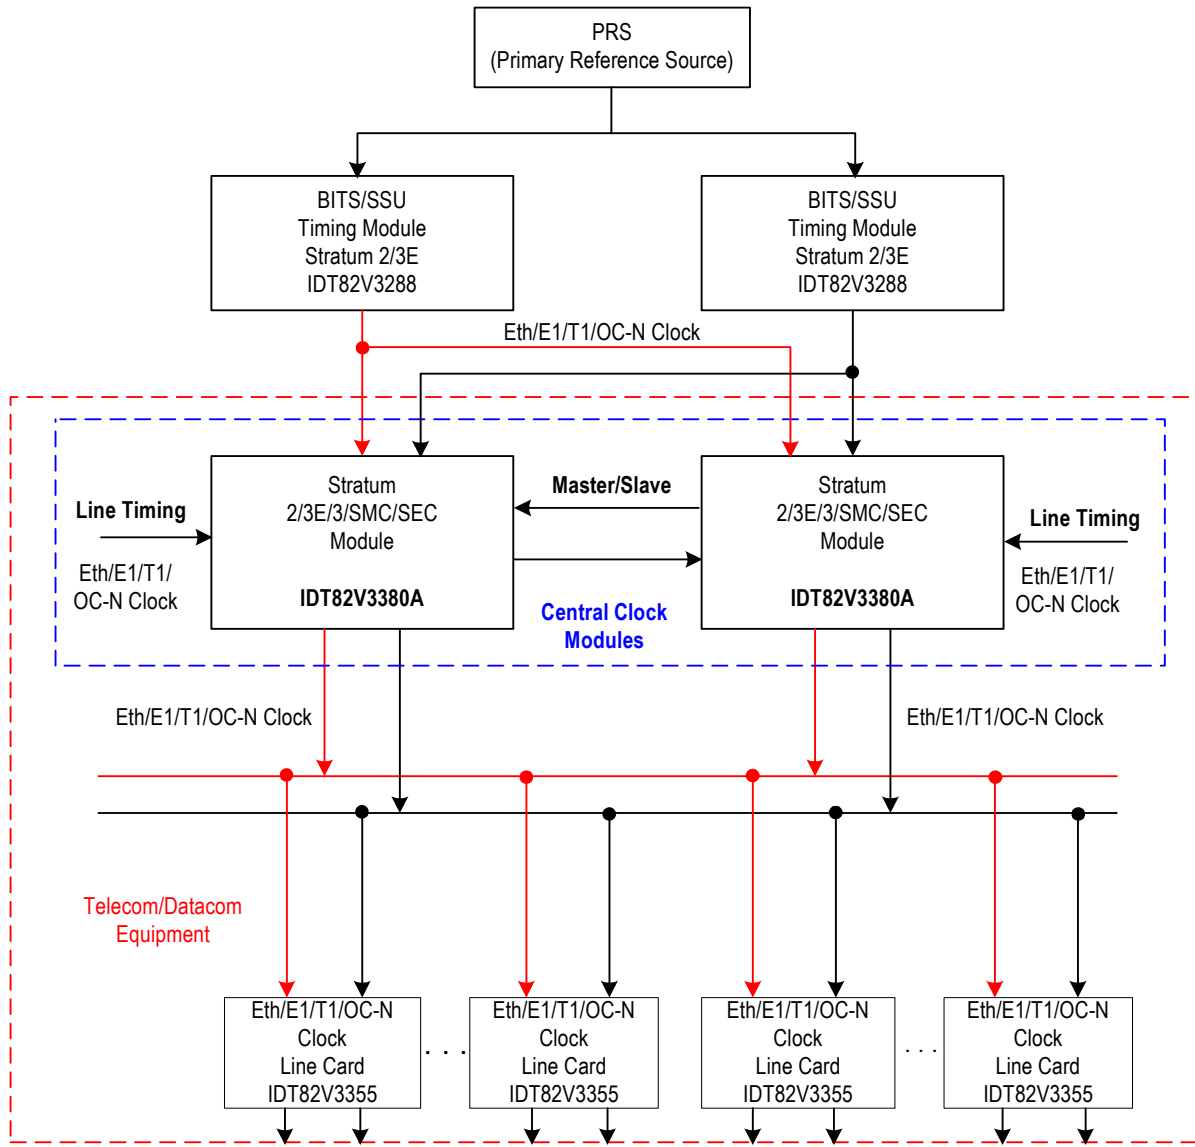 PRS
(Primary Reference Source)
BITS/SSU
Timing Module
Stratum 2/3E
IDT82V3288
BITS/SSU
Timing Module
Stratum 2/3E
IDT82V3288
Eth/E1/T1/OC-N Clock
Line Timing
Eth/E1/T1/
OC-N Clock
Stratum
2/3E/3/SMC/SEC
Module
IDT82V3380A
Master/Slave
Central Clock
Modules
Stratum
2/3E/3/SMC/SEC
Module
IDT82V3380A
Line Timing
Eth/E1/T1/
OC-N Clock
Eth/E1/T1/OC-N Clock
Eth/E1/T1/OC-N Clock
Telecom/Datacom
Equipment
Eth/E1/T1/OC-N
Clock
Line Card
IDT82V3355
. . .
Eth/E1/T1/OC-N
Clock
Line Card
IDT82V3355
Eth/E1/T1/OC-N
Clock
Line Card
IDT82V3355
. . .
Eth/E1/T1/OC-N
Clock
Line Card
IDT82V3355